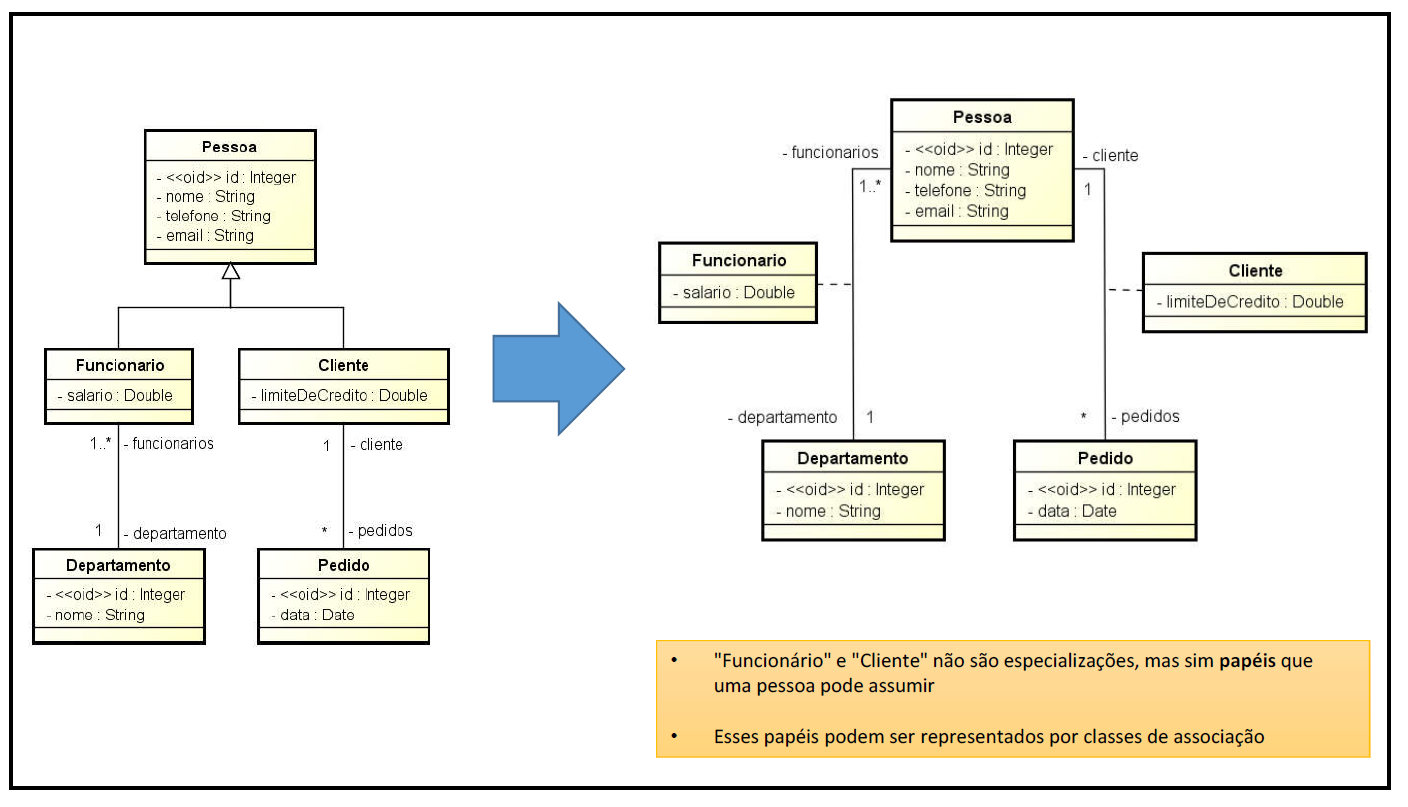 Pessoa
- <<oid>> id : Integer
- nome : String
- telefone : String
- email : String
Funcionario
- salario : Double
Cliente
- limiteDeCredito : Double
1..* - funcionarios
1 - cliente
1 - departamento
* - pedidos
Departamento
- <<oid>> id : Integer
- nome : String
Pedido
- <<oid>> id : Integer
- data : Date
Pessoa
- <<oid>> id : Integer
- nome : String
- telefone : String
- email : String
- funcionarios
1..*
- cliente
1
Funcionario
- salario : Double
Cliente
- limiteDeCredito : Double
- departamento 1
* - pedidos
Departamento
- <<oid>> id : Integer
- nome : String
Pedido
- <<oid>> id : Integer
- data : Date
• "Funcionário" e "Cliente" não são especializações, mas sim papéis que
uma pessoa pode assumir
• Esses papéis podem ser representados por classes de associação